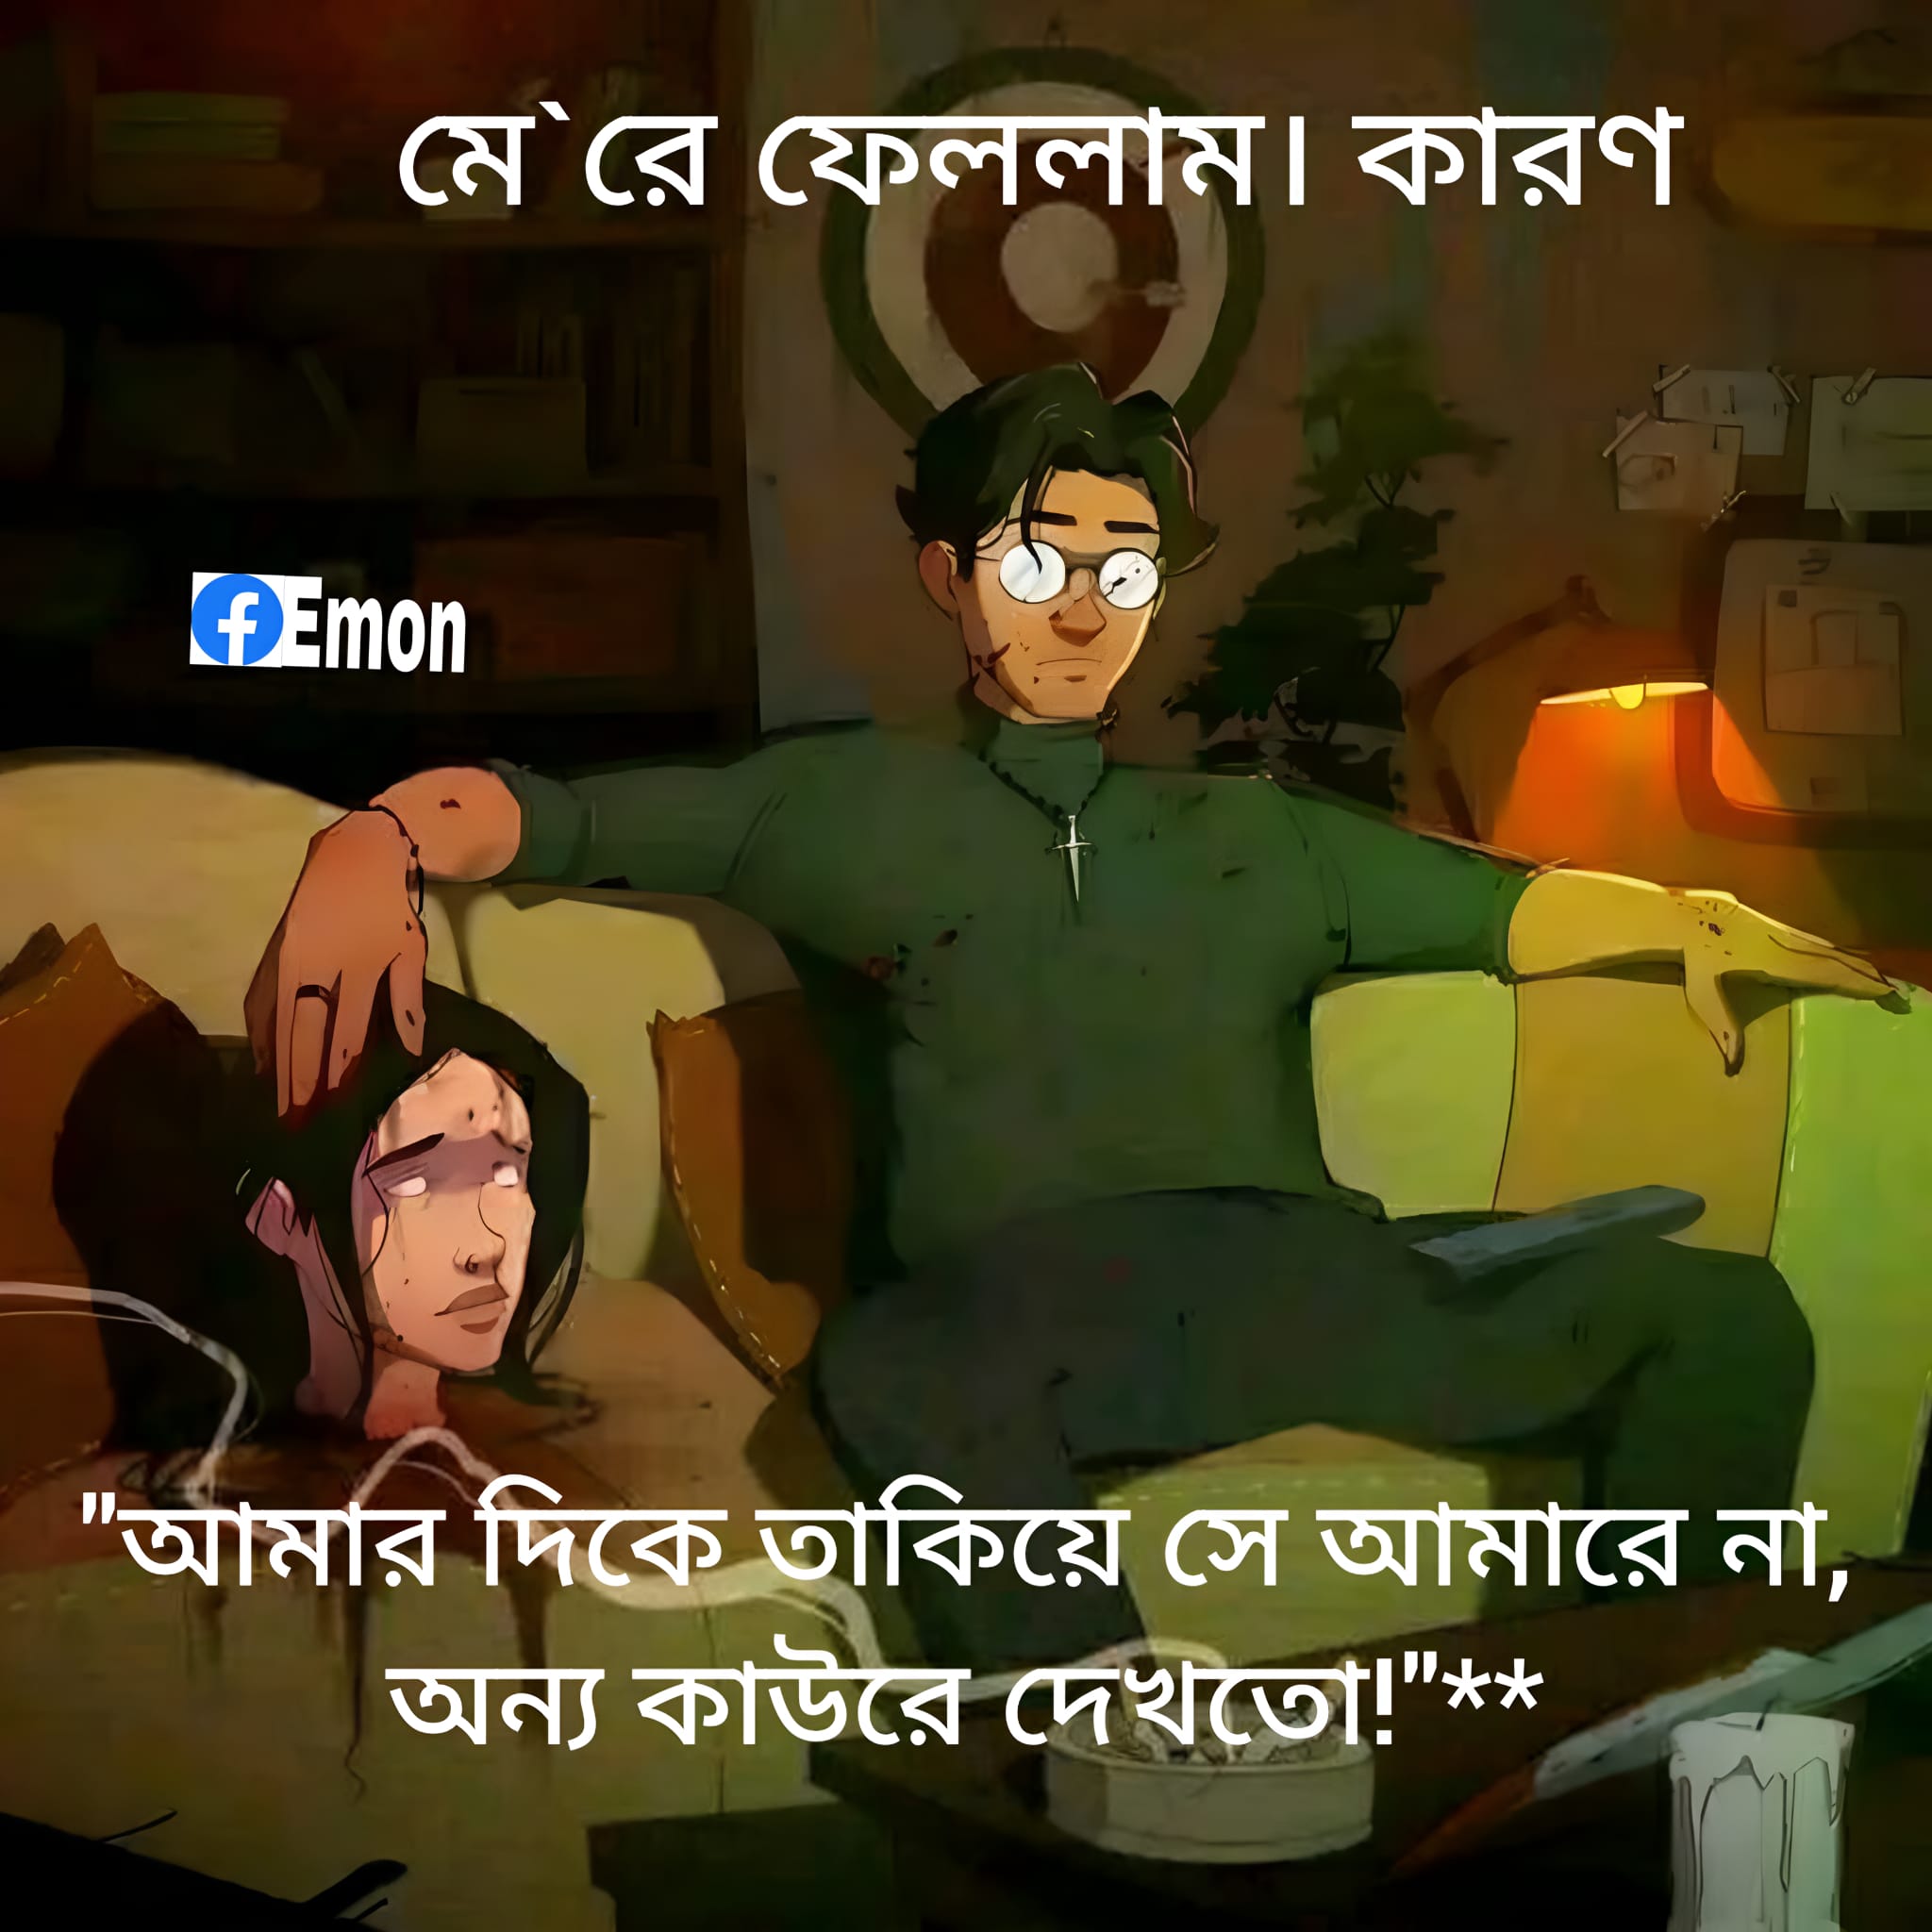 মে`রে ফেললাম। কারণ
Emon
"আমার দিকে তাকিয়ে সে আমারে না,
অন্য কাউরে দেখতো!"**